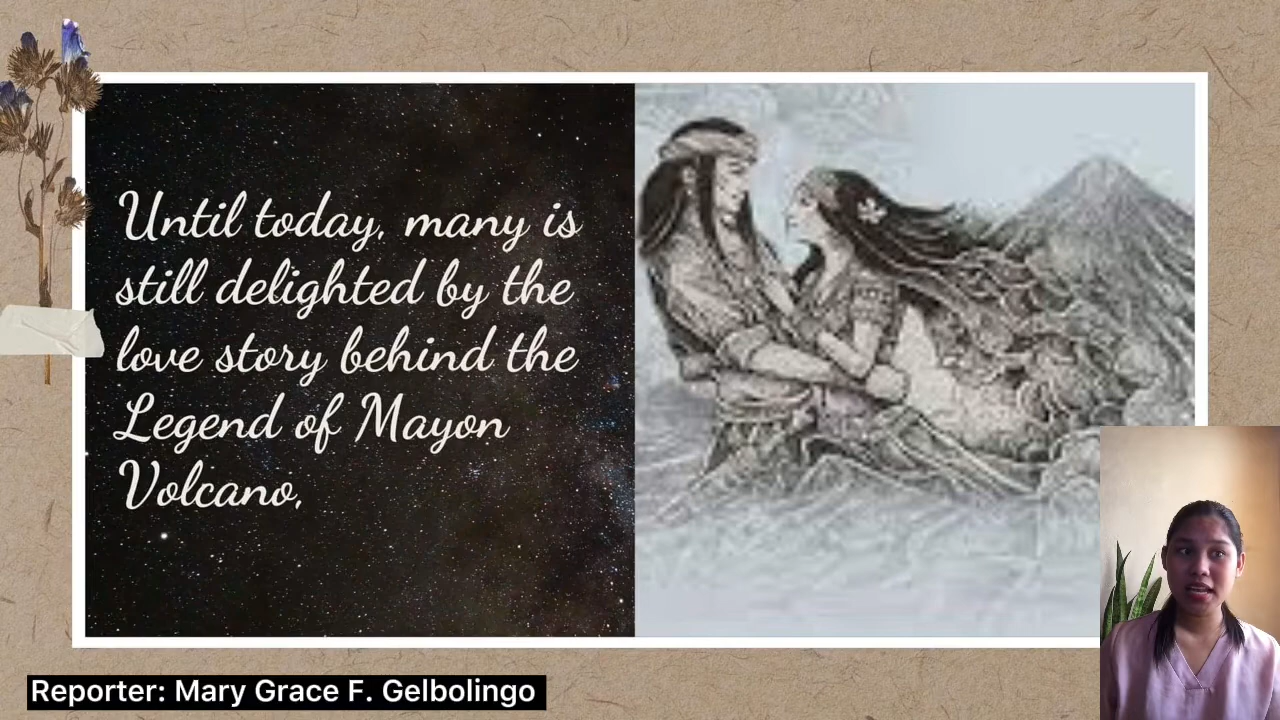 Until today, many is
still delighted by the
love story behind the
Legend of Mayon
Volcano,
Reporter: Mary Grace F. Gelbolingo